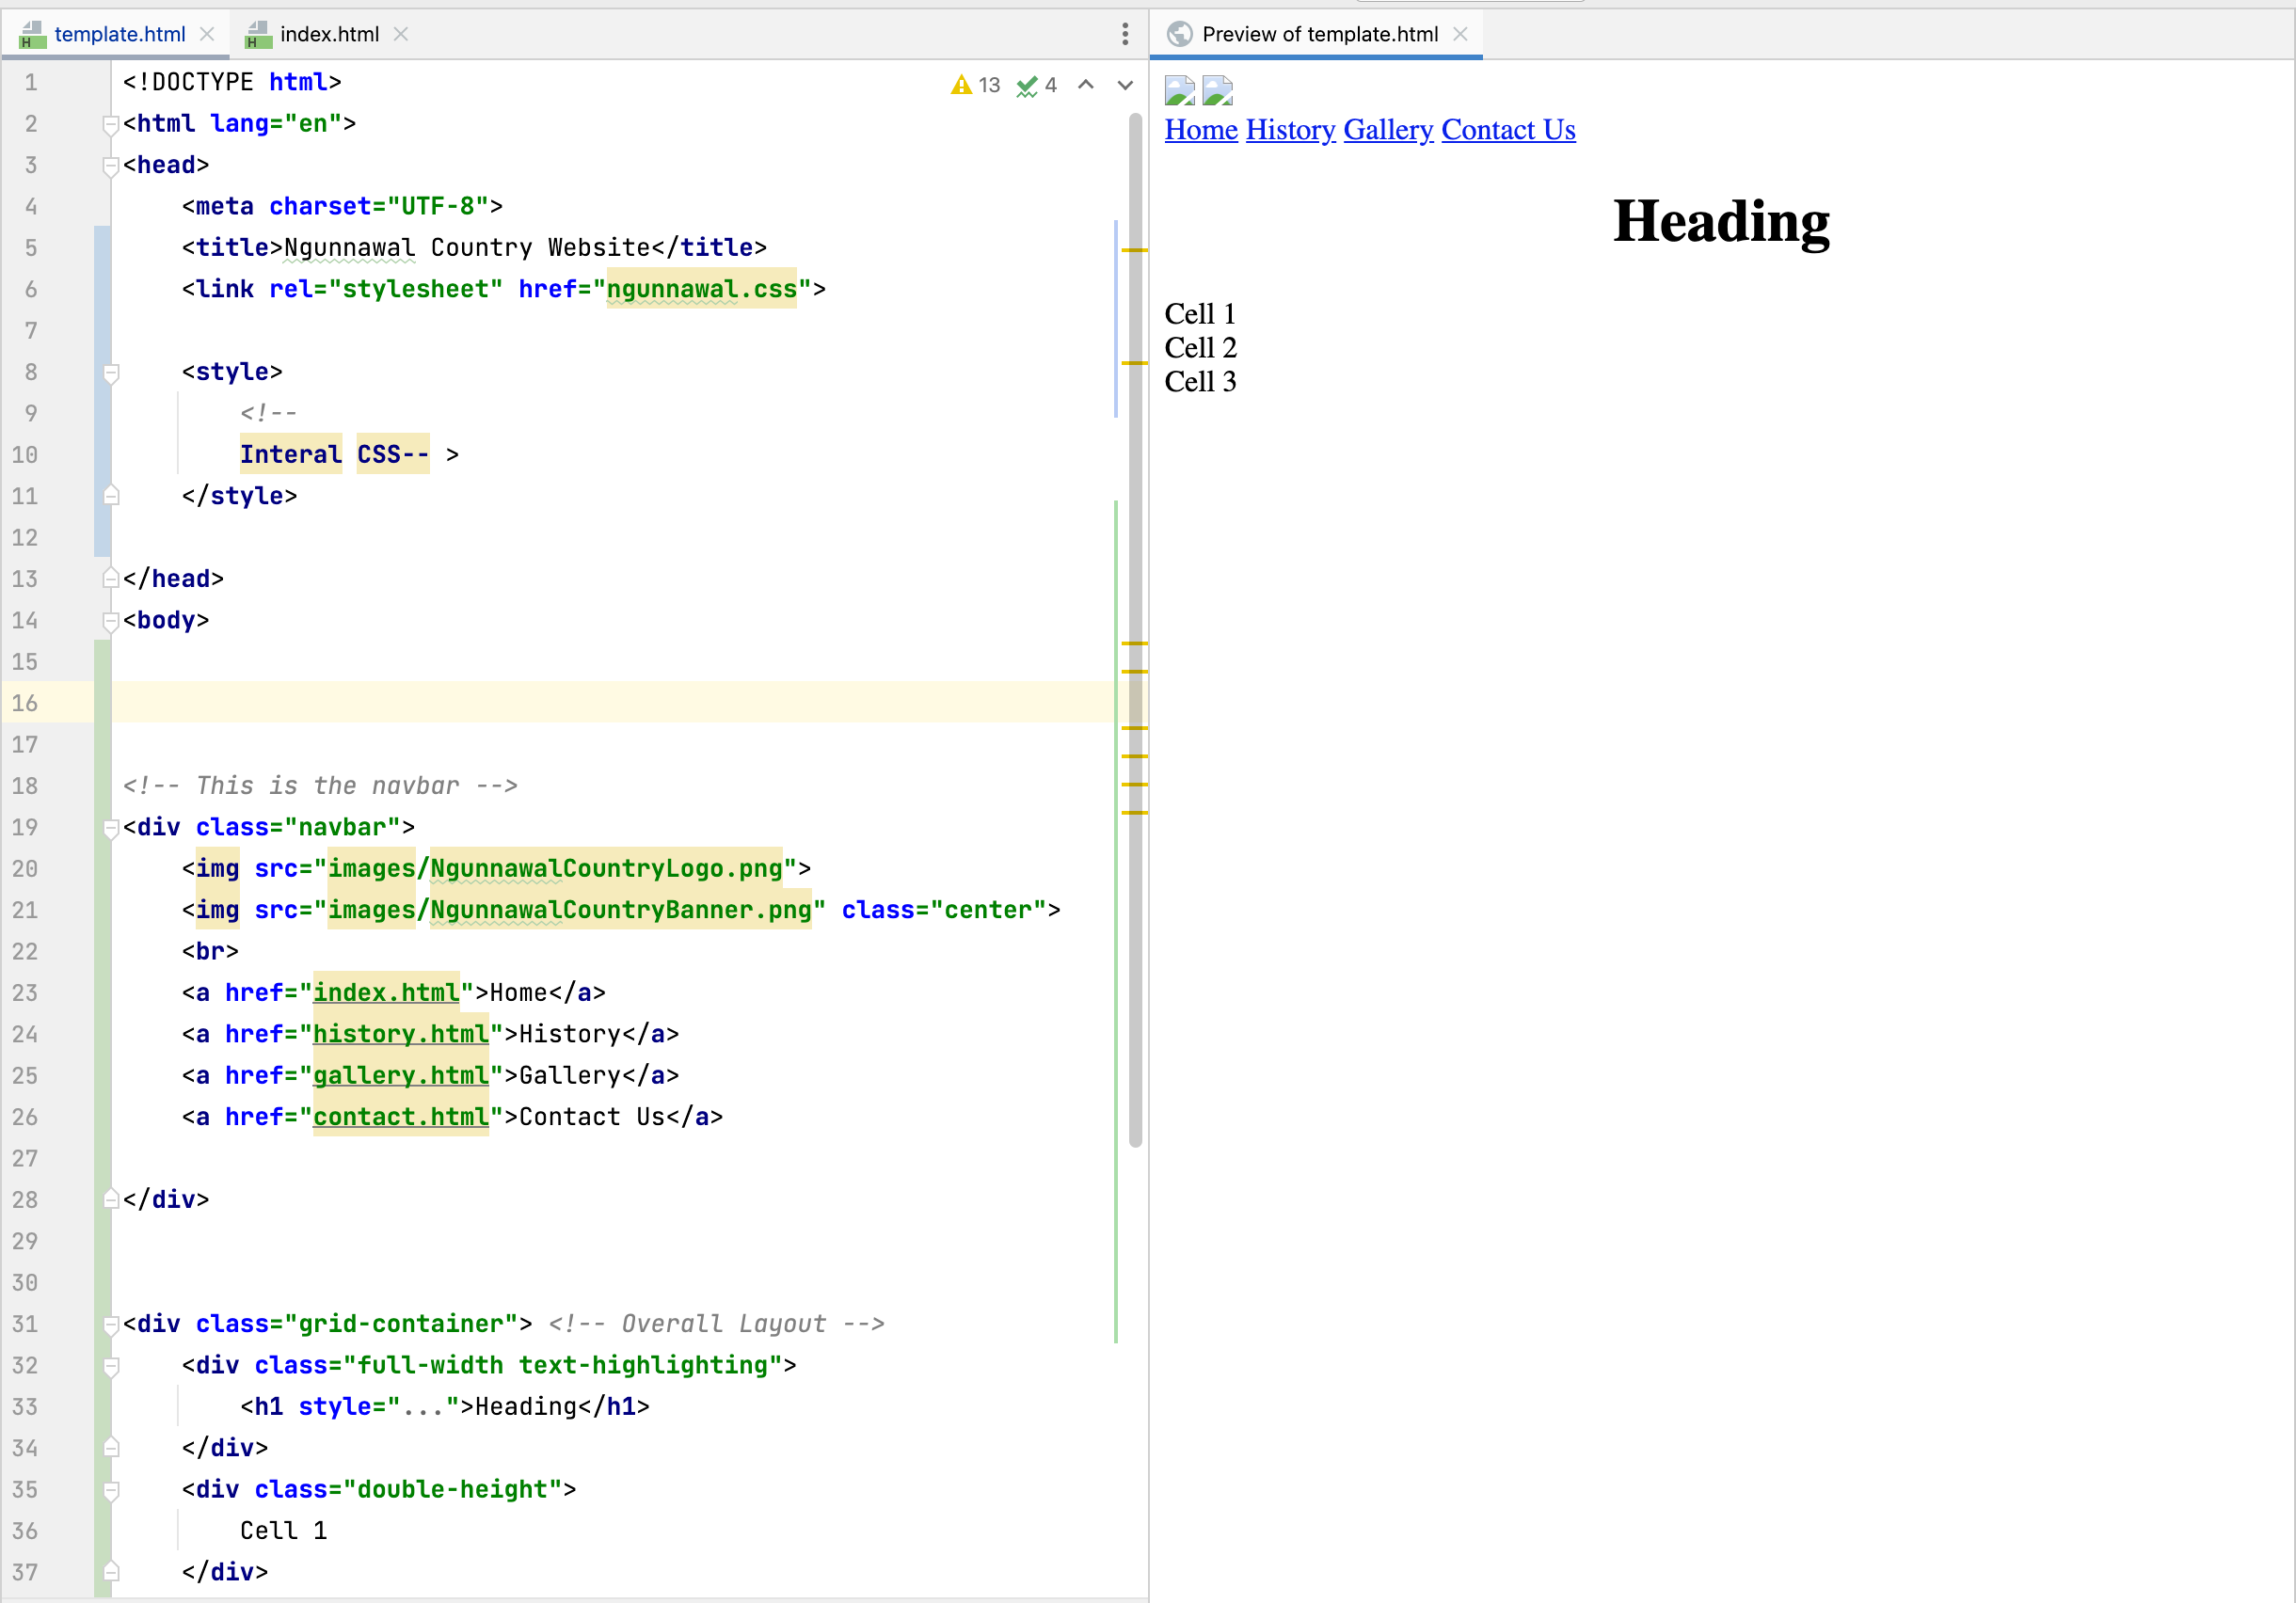 template.html index.html Preview of template.html
13 4
1 <!DOCTYPE html>
2 <html lang="en">
3 <head>
4 <meta charset="UTF-8">
5 <title>Ngunnawal Country Website</title>
6 <link rel="stylesheet" href="ngunnawal.css">
7
8 <style>
9 <!--
10 Interal CSS-- >
11 </style>
12
13 </head>
14 <body>
15
16
17
18 <!-- This is the navbar -->
19 <div class="navbar">
20 <img src="images/NgunnawalCountryLogo.png">
21 <img src="images/NgunnawalCountryBanner.png" class="center">
22 <br>
23 <a href="index.html">Home</a>
24 <a href="history.html">History</a>
25 <a href="gallery.html">Gallery</a>
26 <a href="contact.html">Contact Us</a>
27
28 </div>
29
30
31 <div class="grid-container"> <!-- Overall Layout -->
32 <div class="full-width text-highlighting">
33 <h1 style="...">Heading</h1>
34 </div>
35 <div class="double-height">
36 Cell 1
37 </div>
Home History Gallery Contact Us
Heading
Cell 1
Cell 2
Cell 3